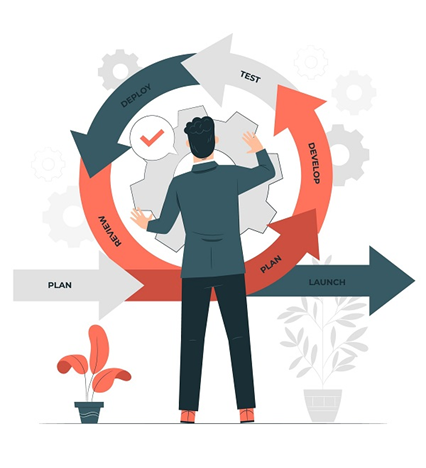 PLAN
PLAN
DEVELOP
TEST
DEPLOY
REVIEW
LAUNCH